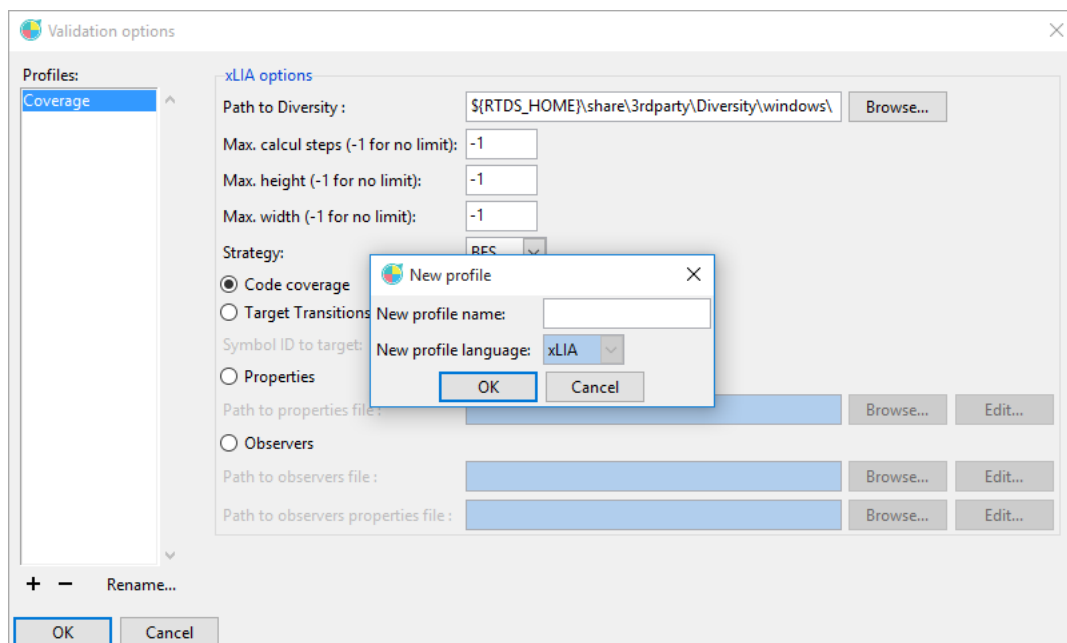 Validation options
Profiles:
Coverage
xLIA options
Path to Diversity :
${RTDS_HOME}\share\3rdparty\Diversity\windows\
Browse...
Max. calcul steps (-1 for no limit):
-1
Max. height (-1 for no limit):
-1
Max. width (-1 for no limit):
-1
Strategy:
BFS
Code coverage
Target Transitions
Symbol ID to target:
Properties
Path to properties file :
Browse...
Edit...
Observers
Path to observers file :
Browse...
Edit...
Path to observers properties file :
Browse...
Edit...
New profile
New profile name:
New profile language:
xLIA
OK
Cancel
+ − Rename...
OK
Cancel